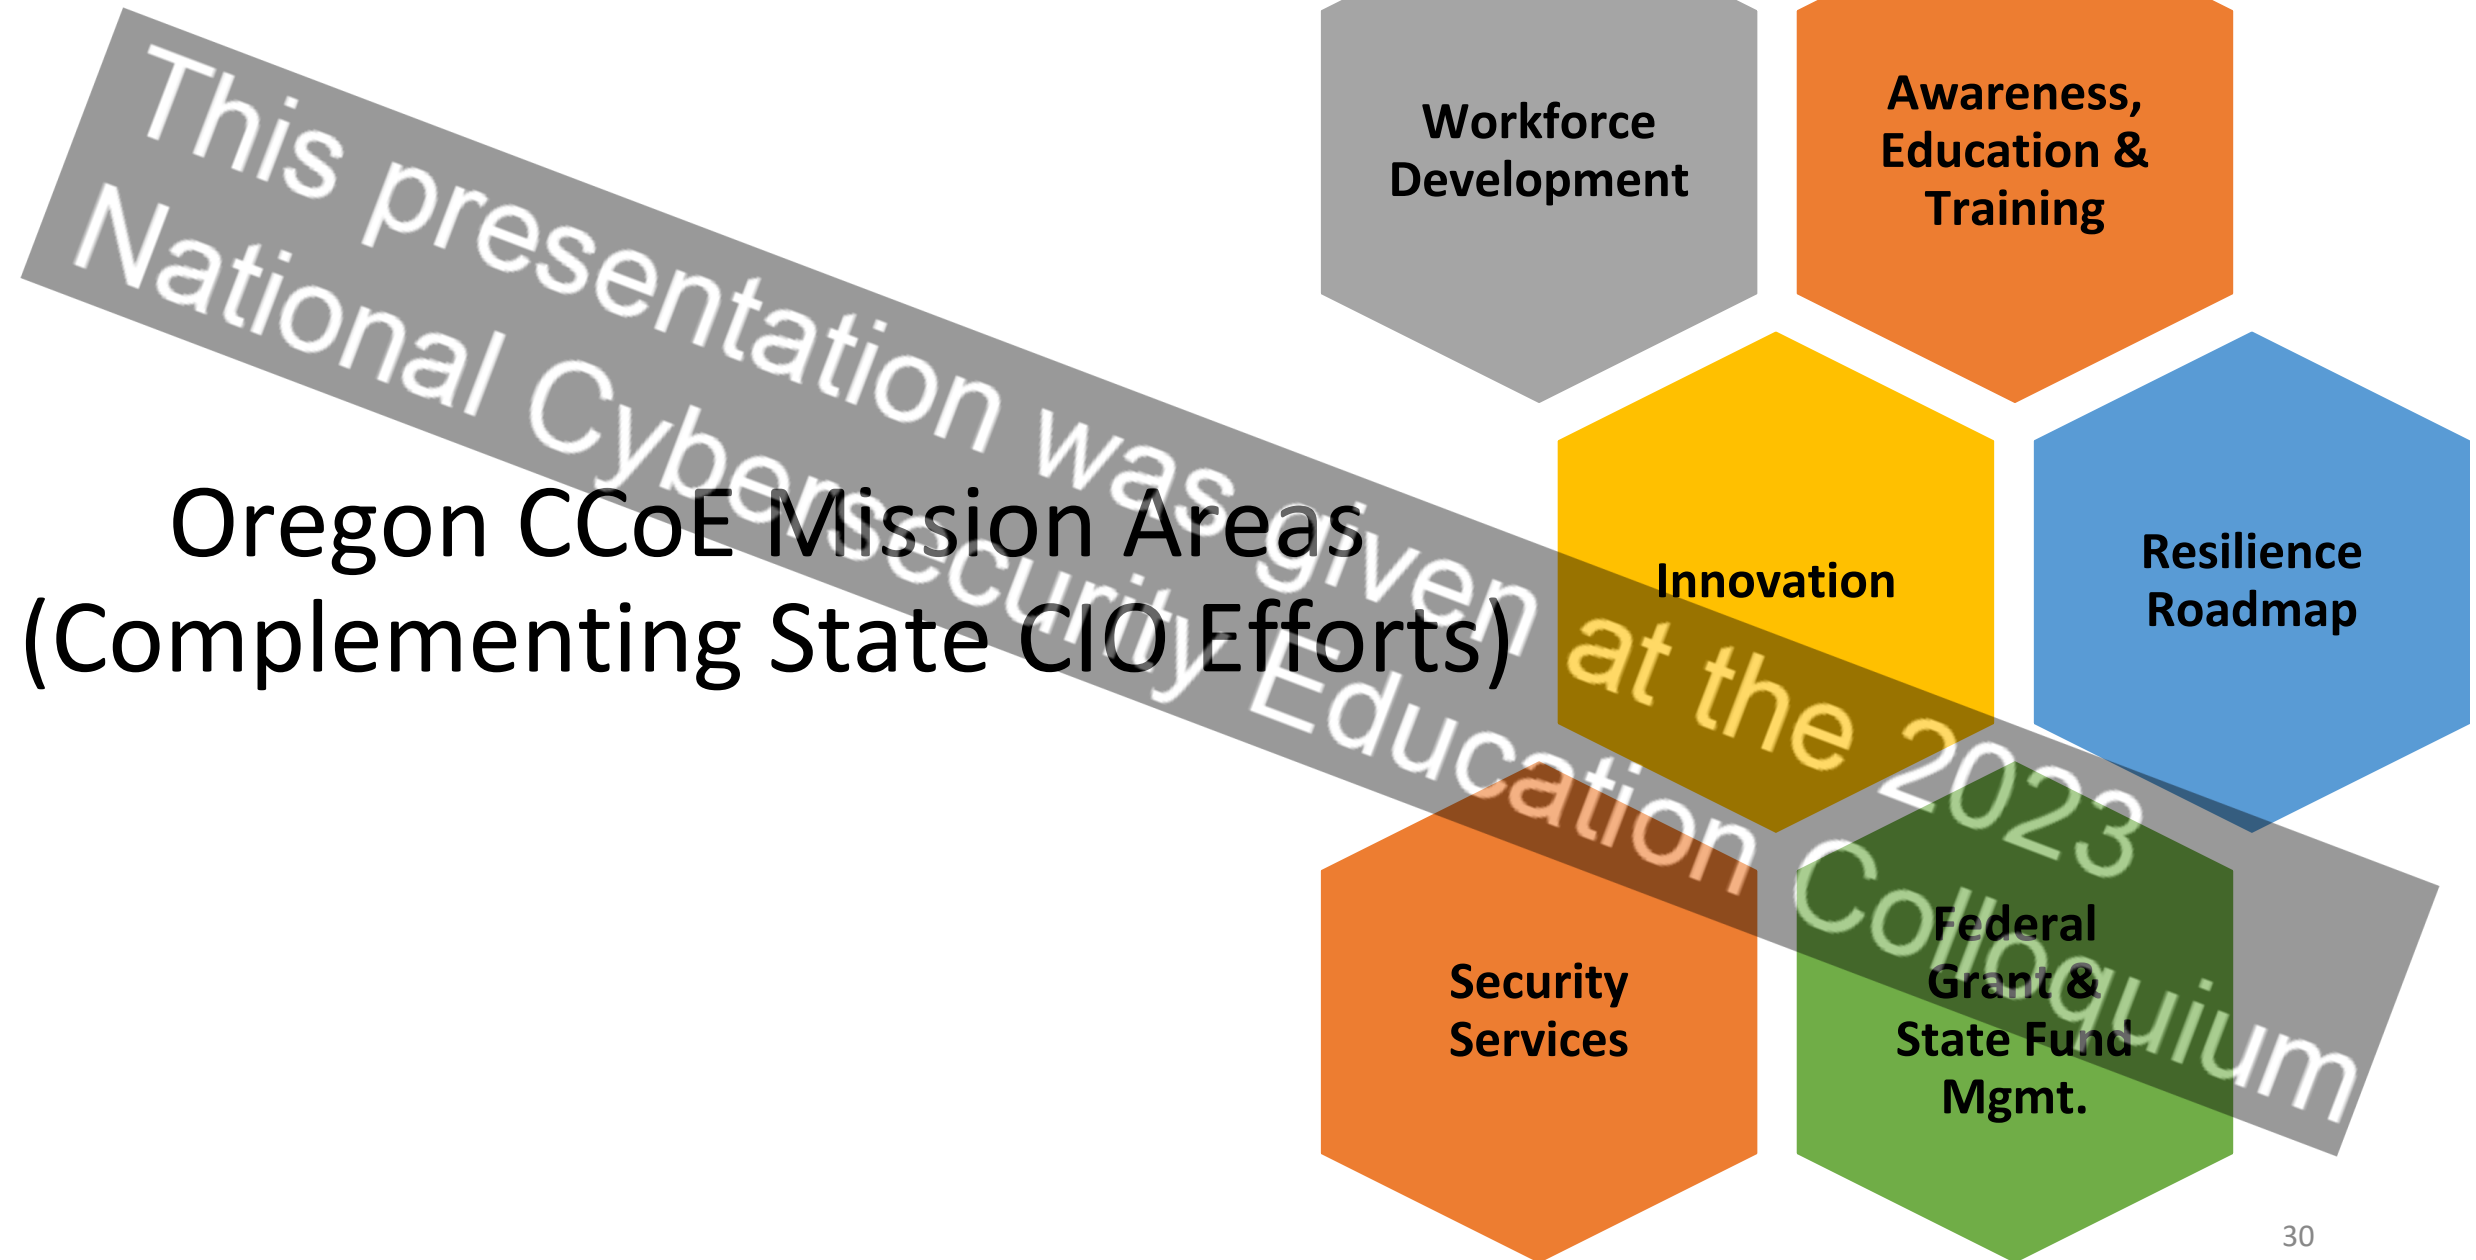 This presentation was given at the 2023
National Cybersecurity Education Colloquium
Oregon CCoE Mission Areas
(Complementing State CIO Efforts)
Workforce
Development
Awareness,
Education &
Training
Innovation
Resilience
Roadmap
Security
Services
Federal
Grant &
State Fund
Mgmt.
30